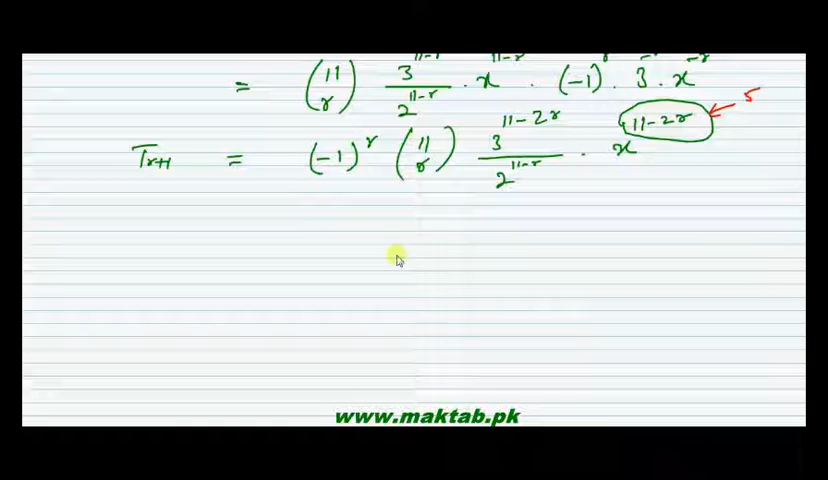 = (11 r) 3^11-r / 2^11-r . x^11-r . (-1)^r . 3^-r . x^-r
5
T r+1 = (-1)^r (11 r) 3^11-2r / 2^11-r . x^11-2r
www.maktab.pk